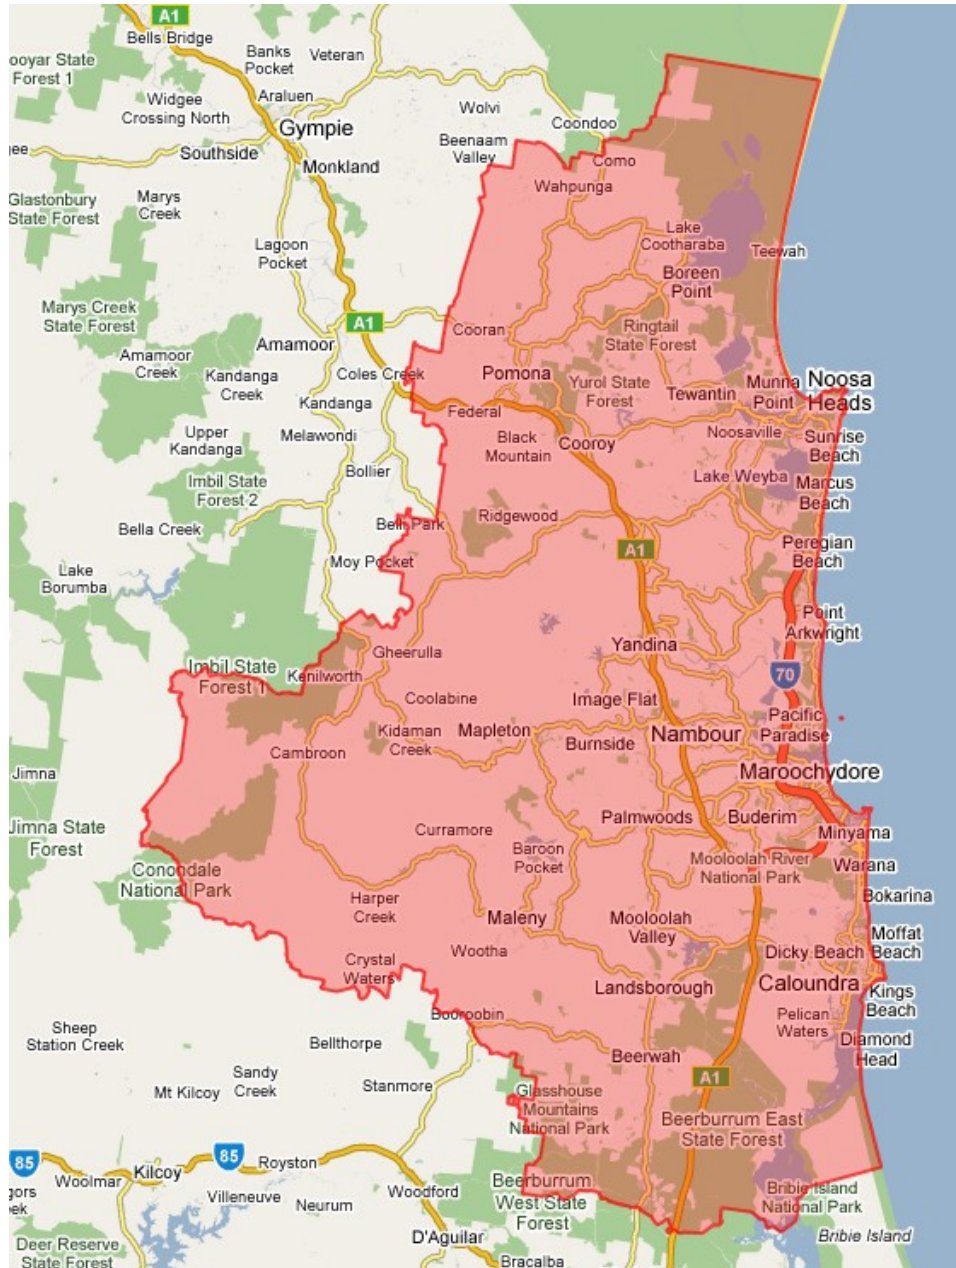 A1
Bells Bridge
Banks
Pocket
Veteran
ooyar State
Forest 1
Araluen
Widgee
Crossing North
Wolvi
Gympie
Coondoo
Beenaam
Valley
ee
Southside
Monkland
Como
Wahpunga
Glastonbury
State Forest
Marys
Creek
Lake
Cootharaba
Lagoon
Pocket
Teewah
Boreen
Point
Marys Creek
State Forest
A1
Cooran
Ringtail
State Forest
Amamoor
Amamoor
Creek
Kandanga
Creek
Coles Creek
Pomona
Yurol State
Forest
Tewantin
Munna
Point
Noosa
Heads
Kandanga
Federal
Upper
Kandanga
Melawondi
Black
Mountain
Cooroy
Noosaville
Sunrise
Beach
Bollier
Imbil State
Forest 2
Lake Weyba
Marcus
Beach
Bella Creek
Bell Park
Ridgewood
A1
Peregian
Beach
Moy Pocket
Lake
Borumba
Point
Arkwright
Yandina
Gheerulla
Imbil State
Forest 1
Kenilworth
70
Coolabine
Image Flat
Pacific
Paradise
Kidaman
Creek
Mapleton
Burnside
Nambour
Cambroon
Jimna
Maroochydore
Jimna State
Forest
Curramore
Palmwoods
Buderim
Minyama
Baroon
Pocket
Mooloolah River
National Park
Warana
Conondale
National Park
Bokarina
Harper
Creek
Maleny
Mooloolah
Valley
Moffat
Beach
Wootha
Dicky Beach
Crystal
Waters
Landsborough
Caloundra
Kings
Beach
Booroobin
Pelican
Waters
Sheep
Station Creek
Bellthorpe
Diamond
Head
Beerwah
Sandy
Creek
Mt Kilcoy
Stanmore
A1
Glasshouse
Mountains
National Park
Beerburrum East
State Forest
85
85
Royston
Kilcoy
Woolmar
Woodford
Beerburrum
West State
Forest
Bribie Island
National Park
gors
ek
Villeneuve
Neurum
D'Aguilar
Bribie Island
Deer Reserve
State Forest
Bracalba